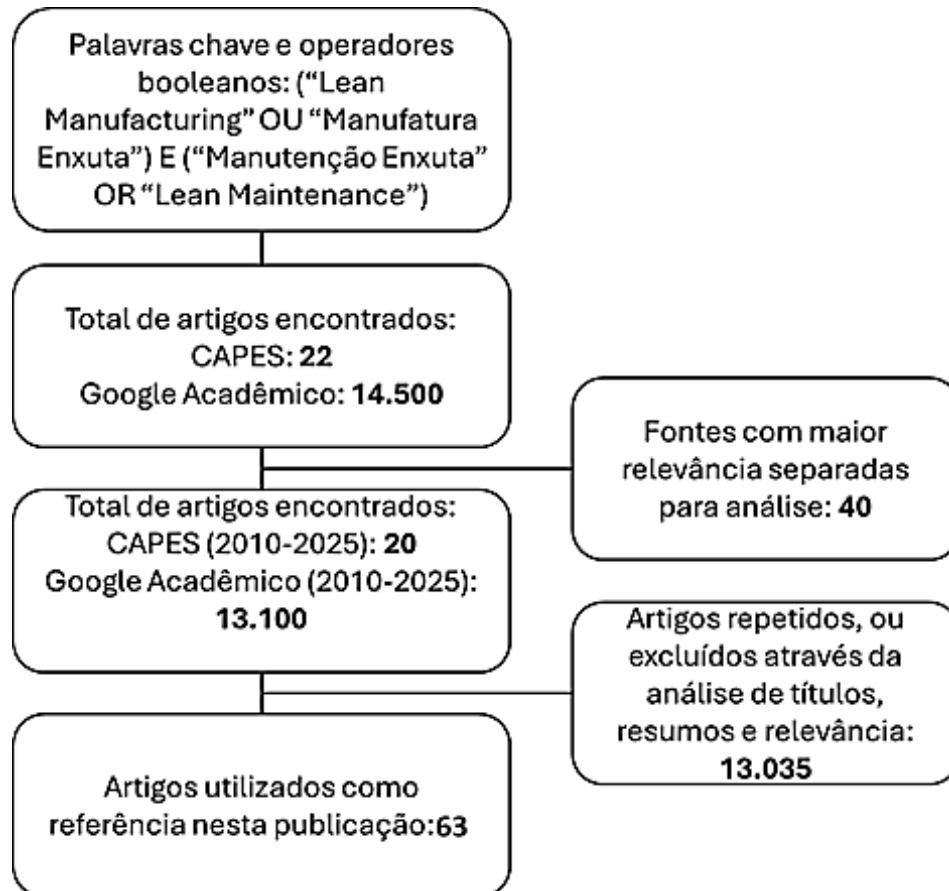 Palavras chave e operadores
booleanos: (“Lean
Manufacturing” OU “Manufatura
Enxuta”) E (“Manutenção Enxuta”
OR “Lean Maintenance”)
Total de artigos encontrados:
CAPES: 22
Google Acadêmico: 14.500
Fontes com maior
relevância separadas
para análise: 40
Total de artigos encontrados:
CAPES (2010-2025): 20
Google Acadêmico (2010-2025):
13.100
Artigos repetidos, ou
excluídos através da
análise de títulos,
resumos e relevância:
13.035
Artigos utilizados como
referência nesta publicação:63